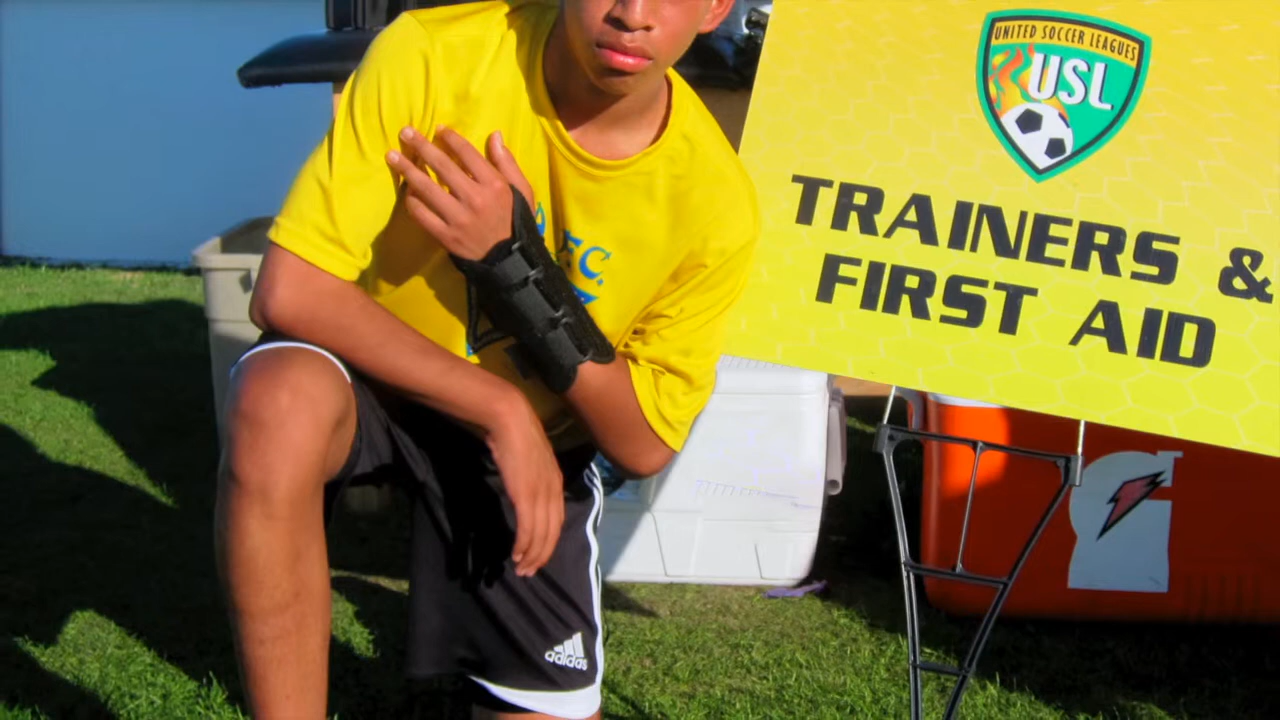 UNITED SOCCER LEAGUES
USL
TRAINERS &
FIRST AID
F.C.
adidas